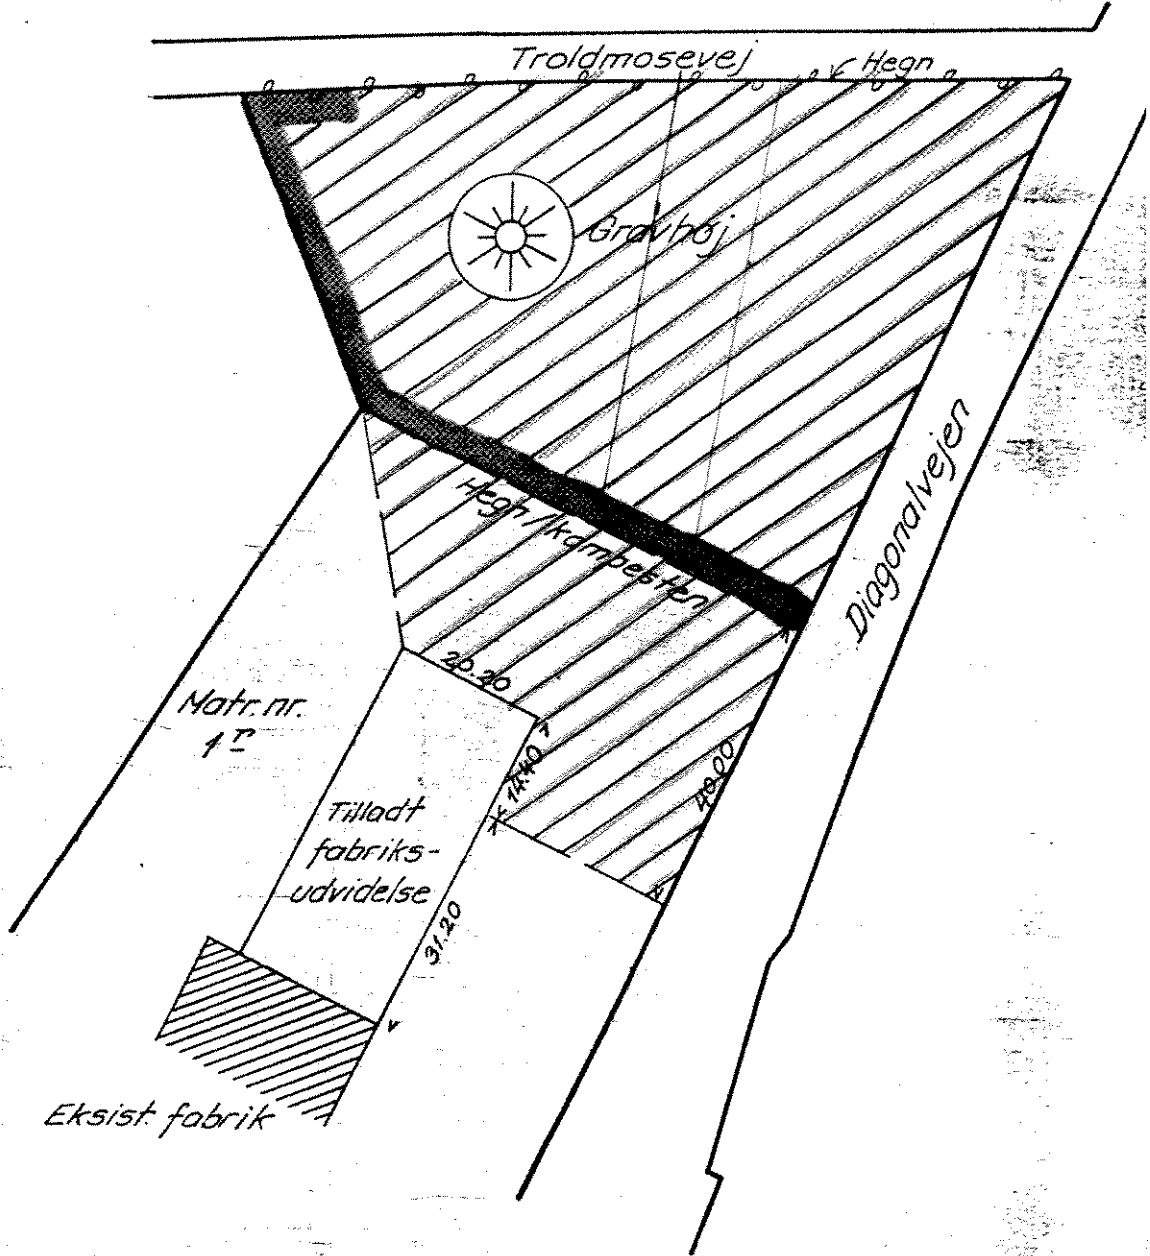 Troldmosevej
Hegn
Gravhøj
Diagonalvejen
Hegn/kampesten
20.20
Matr. nr.
1 r
14.40
40.00
Tilladt
fabriks-
udvidelse
31.20
Eksist. fabrik